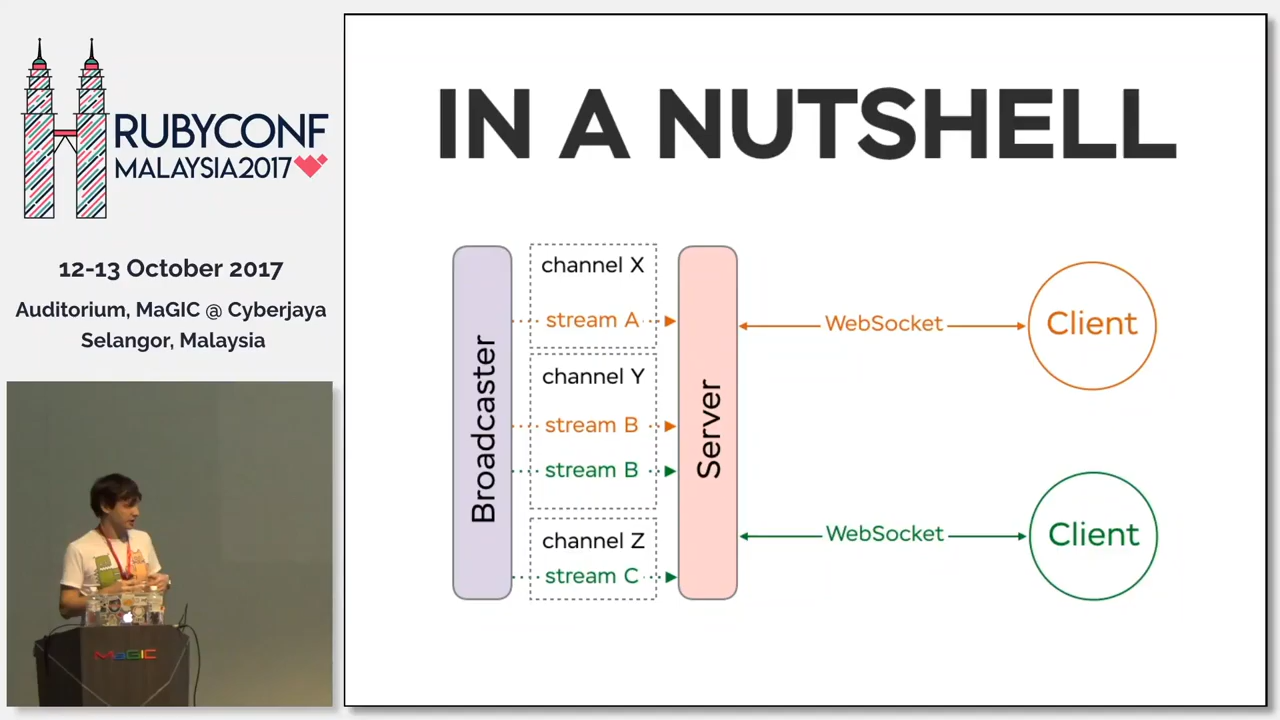 RUBYCONF
MALAYSIA2017
12-13 October 2017
Auditorium, MaGIC @ Cyberjaya
Selangor, Malaysia
MaGIC
IN A NUTSHELL
Broadcaster
channel X
stream A
channel Y
stream B
stream B
channel Z
stream C
Server
WebSocket
Client
WebSocket
Client